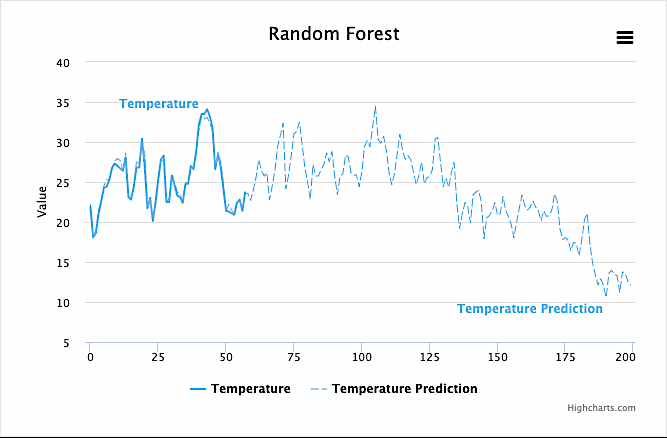 Random Forest
40
35
Temperature
30
25
Value
20
15
10
Temperature Prediction
5
0 25 50 75 100 125 150 175 200
Temperature Temperature Prediction
Highcharts.com